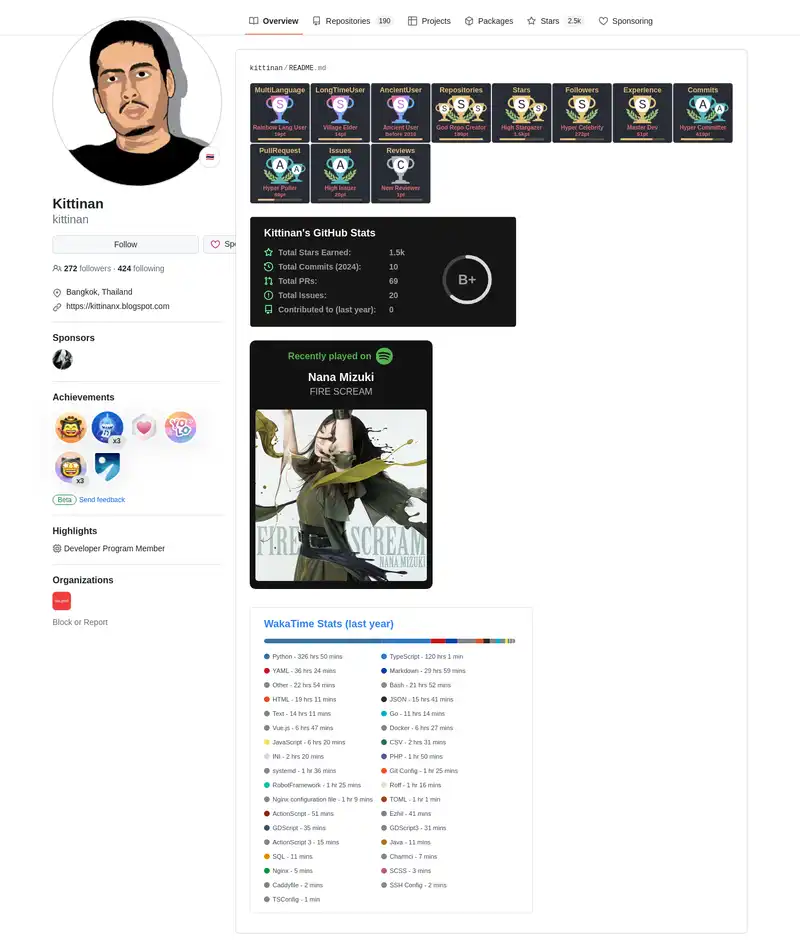 Overview
Repositories 190
Projects
Packages
Stars 2.5k
Sponsoring
Kittinan
kittinan
Follow
272 followers · 424 following
Bangkok, Thailand
https://kittinanx.blogspot.com
Sponsors
Achievements
x3
YOLO
x3
Beta Send feedback
Highlights
Developer Program Member
Organizations
Block or Report
kittinan/README.md
MultiLanguage
S
Rainbow Lang User
LongTimeUser
S
Village Elder
AncientUser
S
Ancient User
Before 2010
Repositories
S S S
God Repo Creator
Stars
S S
High Stargazer
1.5kpt
Followers
S
Hyper Celebrity
272pt
Experience
S
Master Dev
Commits
A A
Hyper Committer
PullRequest
A A
Hyper Puller
Issues
A
High Issuer
20pt
Reviews
C
New Reviewer
1pt
Kittinan's GitHub Stats
Total Stars Earned: 1.5k
Total Commits (2024): 10
Total PRs: 69
Total Issues: 20
Contributed to (last year): 0
B+
Recently played on
Nana Mizuki
FIRE SCREAM
FIRE SCREAM
NANA MIZUKI
WakaTime Stats (last year)
Python - 326 hrs 50 mins
TypeScript - 120 hrs 1 min
YAML - 36 hrs 24 mins
Markdown - 29 hrs 59 mins
Other - 22 hrs 54 mins
Bash - 21 hrs 52 mins
HTML - 19 hrs 11 mins
JSON - 15 hrs 41 mins
Text - 14 hrs 11 mins
Go - 11 hrs 14 mins
Vue.js - 6 hrs 47 mins
Docker - 6 hrs 27 mins
JavaScript - 6 hrs 20 mins
CSV - 2 hrs 31 mins
INI - 2 hrs 20 mins
PHP - 1 hr 50 mins
systemd - 1 hr 36 mins
Git Config - 1 hr 25 mins
RobotFramework - 1 hr 25 mins
Roff - 1 hr 16 mins
Nginx configuration file - 1 hr 9 mins
TOML - 1 hr 1 min
ActionScript - 51 mins
Ezhil - 41 mins
GDScript - 35 mins
GDScript3 - 31 mins
ActionScript 3 - 15 mins
Java - 11 mins
SQL - 11 mins
Charmci - 7 mins
Nginx - 5 mins
SCSS - 3 mins
Caddyfile - 2 mins
SSH Config - 2 mins
TSConfig - 1 min